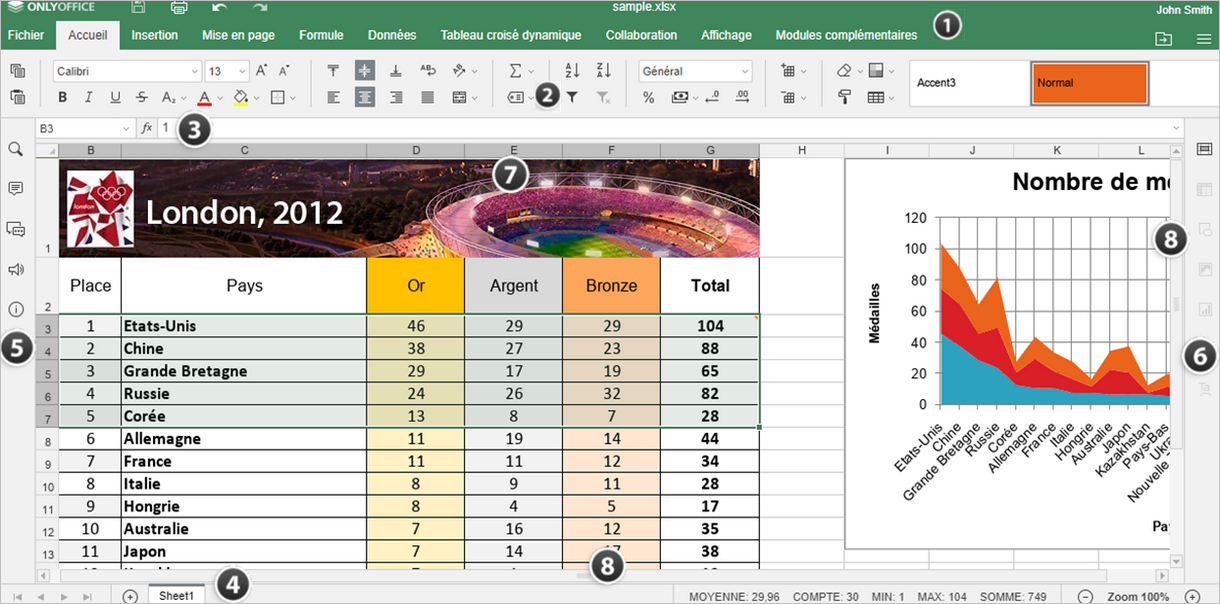 ONLYOFFICE sample.xlsx John Smith
Fichier Accueil Insertion Mise en page Formule Données Tableau croisé dynamique Collaboration Affichage Modules complémentaires 1
Calibri 13 A A Général Accent3 Normal
B I U S A₂ A 2 %
B3 fx 1 3
B C D E F G H I J K L
London, 2012 7
1
Place Pays Or Argent Bronze Total
2
3 1 Etats-Unis 46 29 29 104
4 2 Chine 38 27 23 88
5 3 Grande Bretagne 29 17 19 65
6 4 Russie 24 26 32 82
7 5 Corée 13 8 7 28
8 6 Allemagne 11 19 14 44
9 7 France 11 11 12 34
10 8 Italie 8 9 11 28
11 9 Hongrie 8 4 5 17
12 10 Australie 7 16 12 35
13 11 Japon 7 14 17 38
Nombre de mé
Médailles
120
100
80
60
40
20
0
Etats-Unis
Chine
Grande Bretagne
Russie
Corée
Allemagne
France
Italie
Hongrie
Australie
Japon
Kazakhstan
Pays-Bas
Ukra
Nouvelle
Pa
8
6
5
8
4
Sheet1 MOYENNE: 29,96 COMPTE: 30 MIN: 1 MAX: 104 SOMME: 749 Zoom 100%